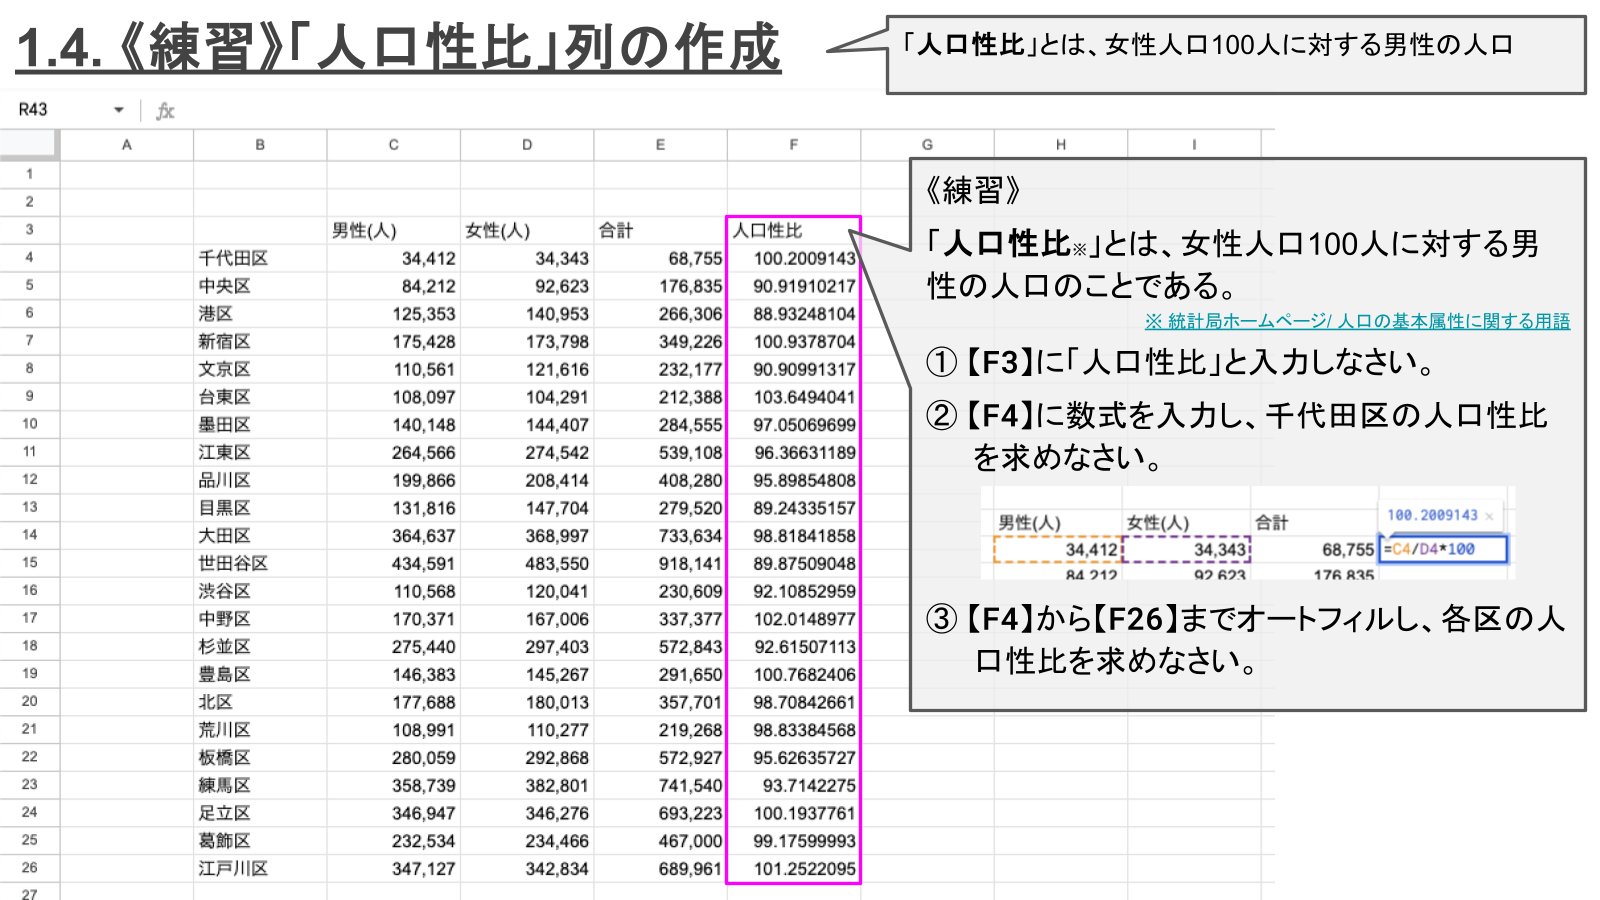 1.4.《練習》「人口性比」列の作成
「人口性比」とは、女性人口100人に対する男性の人口
R43 fx
A B C D E F G H I
1
2
3 男性(人) 女性(人) 合計 人口性比
4 千代田区 34,412 34,343 68,755 100.2009143
5 中央区 84,212 92,623 176,835 90.91910217
6 港区 125,353 140,953 266,306 88.93248104
7 新宿区 175,428 173,798 349,226 100.9378704
8 文京区 110,561 121,616 232,177 90.90991317
9 台東区 108,097 104,291 212,388 103.6494041
10 墨田区 140,148 144,407 284,555 97.05069699
11 江東区 264,566 274,542 539,108 96.36631189
12 品川区 199,866 208,414 408,280 95.89854808
13 目黒区 131,816 147,704 279,520 89.24335157
14 大田区 364,637 368,997 733,634 98.81841858
15 世田谷区 434,591 483,550 918,141 89.87509048
16 渋谷区 110,568 120,041 230,609 92.10852959
17 中野区 170,371 167,006 337,377 102.0148977
18 杉並区 275,440 297,403 572,843 92.61507113
19 豊島区 146,383 145,267 291,650 100.7682406
20 北区 177,688 180,013 357,701 98.70842661
21 荒川区 108,991 110,277 219,268 98.83384568
22 板橋区 280,059 292,868 572,927 95.62635727
23 練馬区 358,739 382,801 741,540 93.7142275
24 足立区 346,947 346,276 693,223 100.1937761
25 葛飾区 232,534 234,466 467,000 99.17599993
26 江戸川区 347,127 342,834 689,961 101.2522095
27
《練習》
「人口性比※」とは、女性人口100人に対する男
性の人口のことである。
※ 統計局ホームページ/ 人口の基本属性に関する用語
①【F3】に「人口性比」と入力しなさい。
②【F4】に数式を入力し、千代田区の人口性比
を求めなさい。
100.2009143 ×
男性(人) 女性(人) 合計
34,412 34,343 68,755 =C4/D4*100
84,212 92,623 176,835
③【F4】から【F26】までオートフィルし、各区の人
口性比を求めなさい。